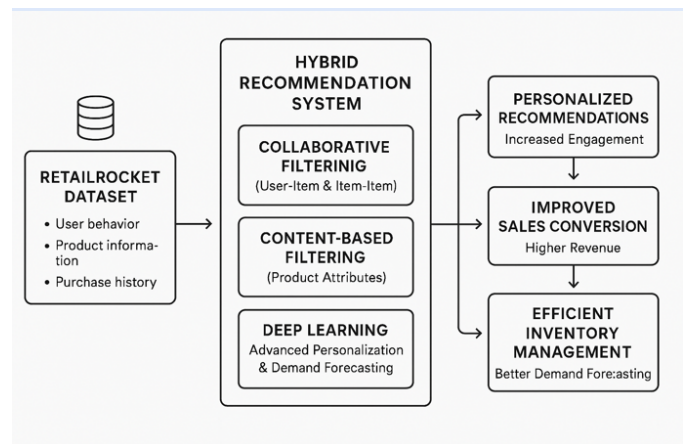 RETAILROCKET
DATASET
• User behavior
• Product informa-
tion
• Purchase history
HYBRID
RECOMMENDATION
SYSTEM
COLLABORATIVE
FILTERINIG
(User-Item & Item-Item)
CONTENT-BASED
FILTERING
(Product Attributes)
DEEP LEARNING
Advanced Personalization
& Demand Forecasting
PERSONALIZED
RECOMMENDATIONS
Increased Engagement
IMPROVED
SALES CONVERSION
Higher Revenue
EFFICIENT
INVENTORY
MANAGEMENT
Better Demand Fore:asting